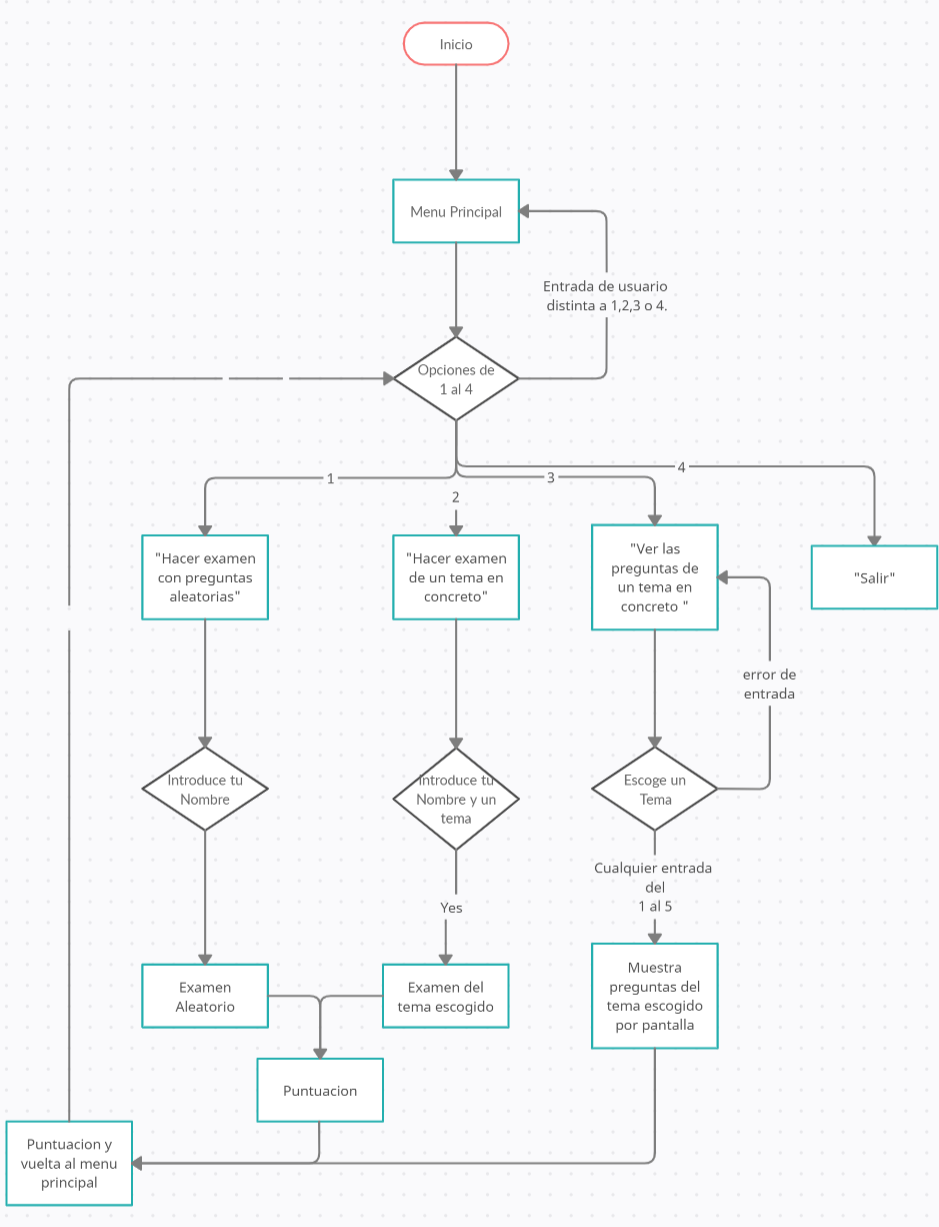 Inicio
Menu Principal
Entrada de usuario
distinta a 1,2,3 o 4.
Opciones de
1 al 4
1
2
3
4
"Hacer examen
con preguntas
aleatorias"
"Hacer examen
de un tema en
concreto"
"Ver las
preguntas de
un tema en
concreto "
"Salir"
error de
entrada
Introduce tu
Nombre
Introduce tu
Nombre y un
tema
Escoge un
Tema
Cualquier entrada
del
1 al 5
Yes
Examen
Aleatorio
Examen del
tema escogido
Muestra
preguntas del
tema escogido
por pantalla
Puntuacion
Puntuacion y
vuelta al menu
principal